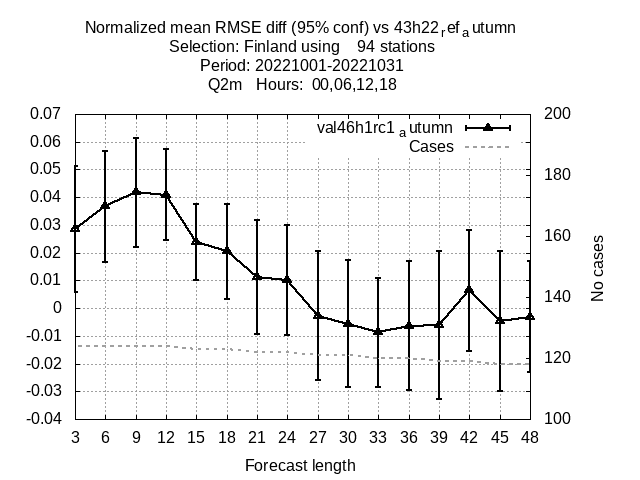 Normalized mean RMSE diff (95% conf) vs 43h22refautumn
Selection: Finland using 94 stations
Period: 20221001-20221031
Q2m Hours: 00,06,12,18
val46h1rc1autumn
Cases
0.07
0.06
0.05
0.04
0.03
0.02
0.01
0
-0.01
-0.02
-0.03
-0.04
200
180
160
140
120
100
No cases
3 6 9 12 15 18 21 24 27 30 33 36 39 42 45 48
Forecast length